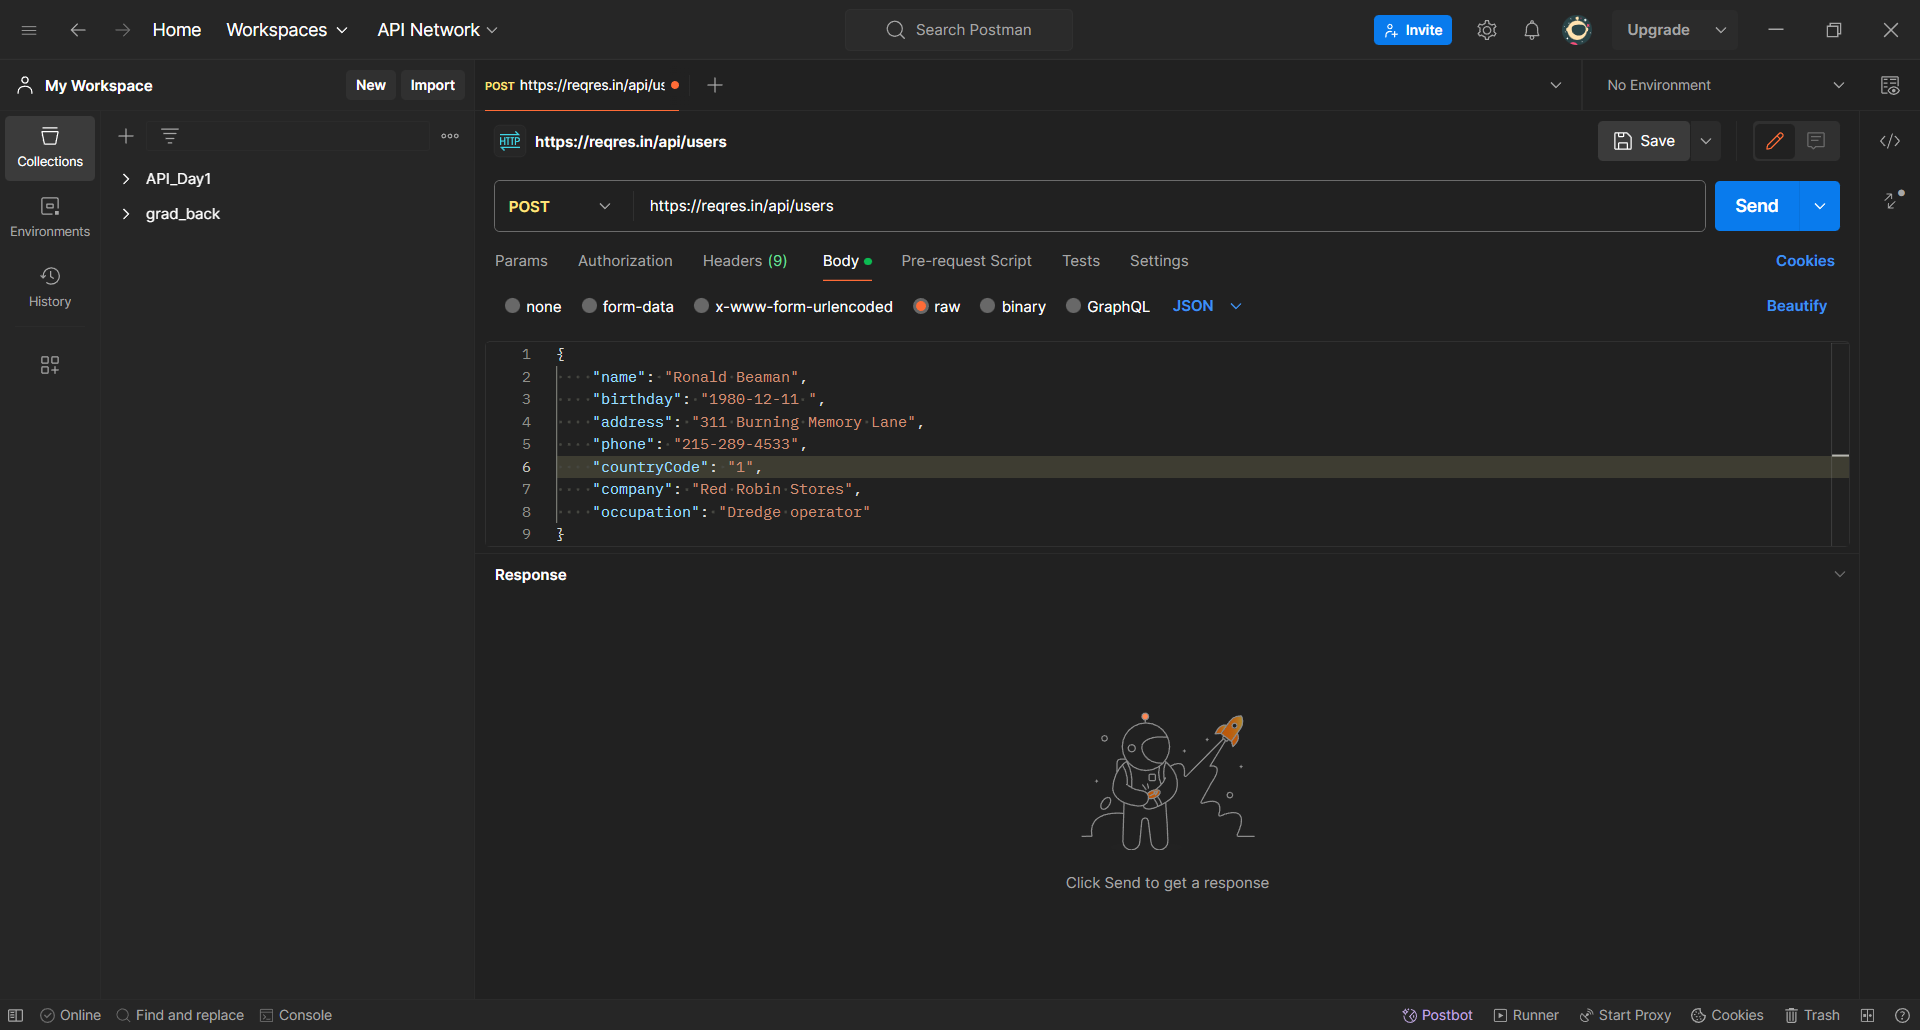 Home Workspaces API Network Search Postman Invite Upgrade
My Workspace New Import POST https://reqres.in/api/us No Environment
HTTP https://reqres.in/api/users Save
Collections
API_Day1
grad_back
Environments
History
POST https://reqres.in/api/users Send
Params Authorization Headers (9) Body Pre-request Script Tests Settings Cookies
none form-data x-www-form-urlencoded raw binary GraphQL JSON Beautify
1 {
2 "name": "Ronald Beaman",
3 "birthday": "1980-12-11 ",
4 "address": "311 Burning Memory Lane",
5 "phone": "215-289-4533",
6 "countryCode": "1",
7 "company": "Red Robin Stores",
8 "occupation": "Dredge operator"
9 }
Response
Click Send to get a response
Online Find and replace Console Postbot Runner Start Proxy Cookies Trash